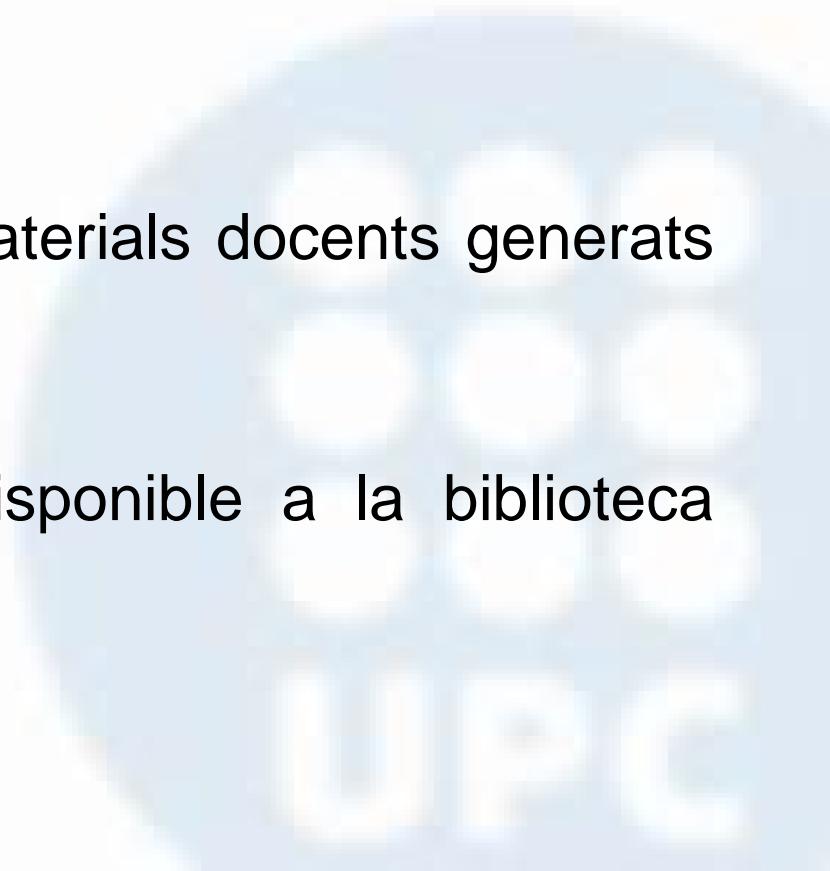 aterials docents generats
isponible a la biblioteca
UPC